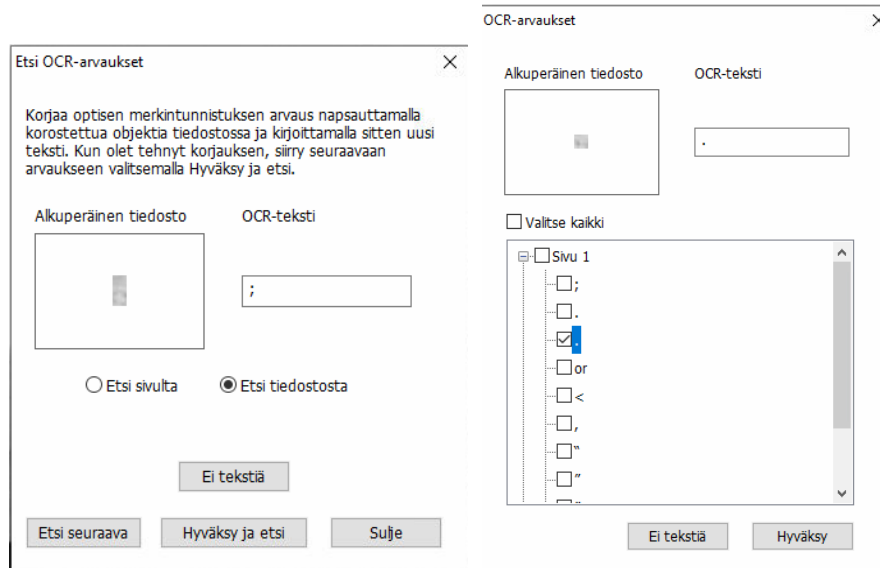 Etsi OCR-arvaukset
Korjaa optisen merkintunnistuksen arvaus napsauttamalla
korostettua objektia tiedostossa ja kirjoittamalla sitten uusi
teksti. Kun olet tehnyt korjauksen, siirry seuraavaan
arvaukseen valitsemalla Hyväksy ja etsi.
Alkuperäinen tiedosto
OCR-teksti
;
Etsi sivulta
Etsi tiedostosta
Ei tekstiä
Etsi seuraava
Hyväksy ja etsi
Sulje
OCR-arvaukset
Alkuperäinen tiedosto
OCR-teksti
.
Valitse kaikki
Sivu 1
;
.
.
or
<
,
“
”
Ei tekstiä
Hyväksy